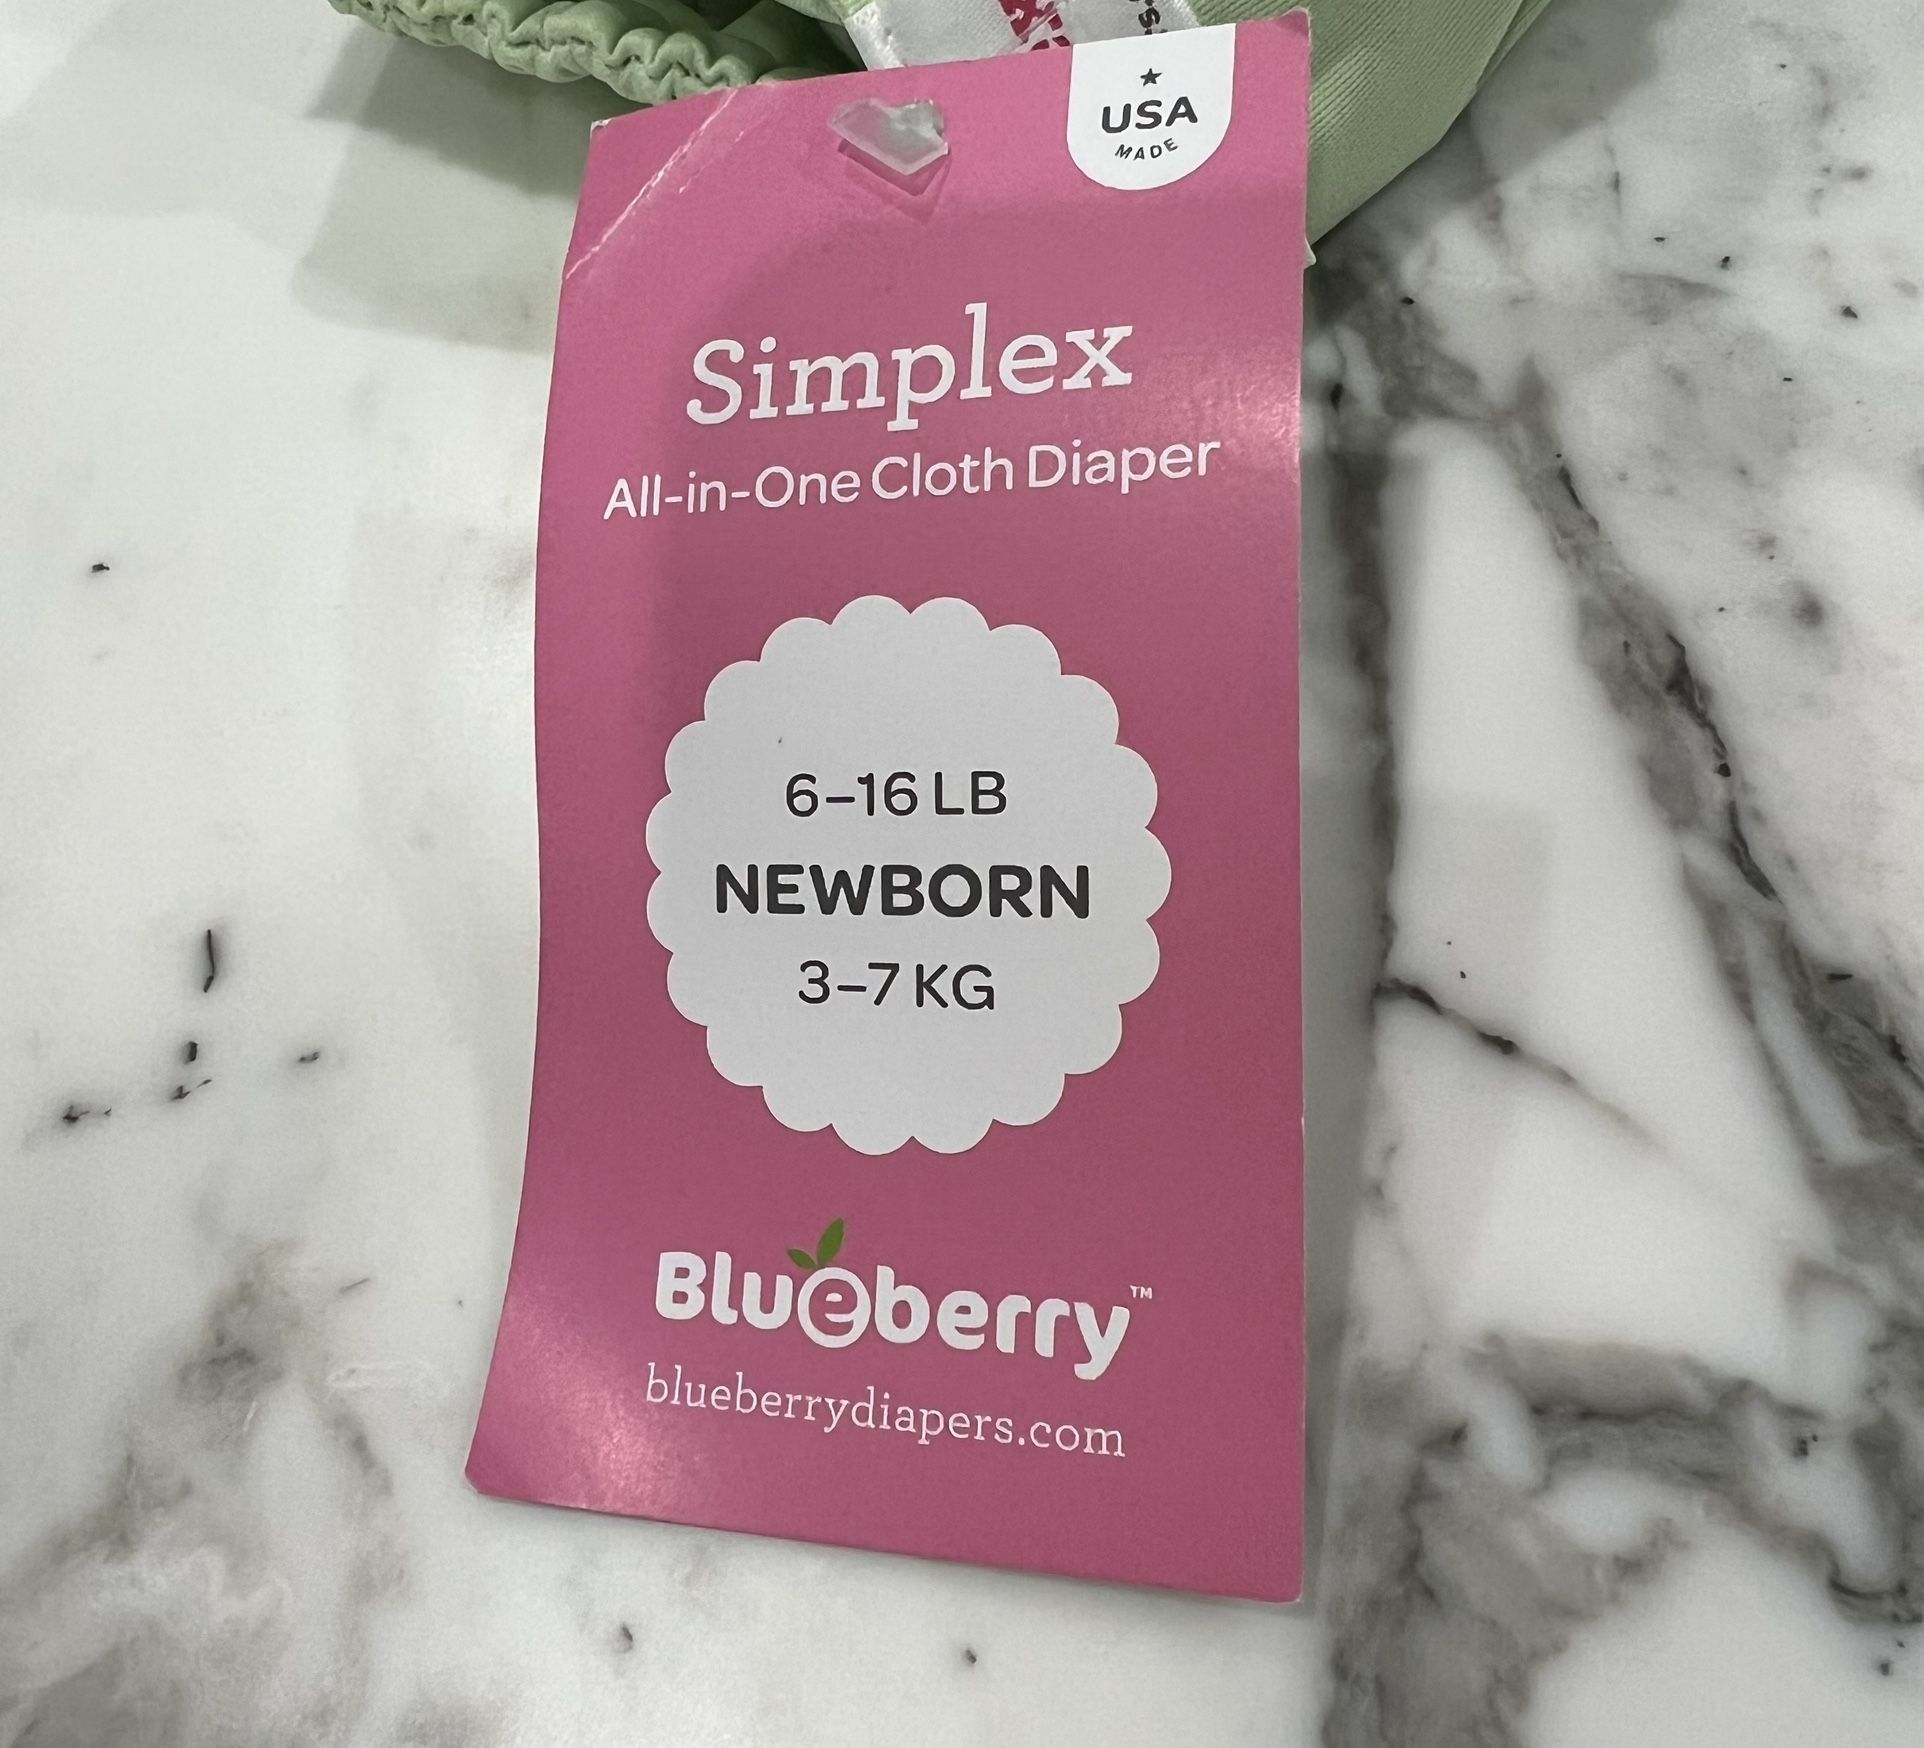 USA
MADE
Simplex
All-in-One Cloth Diaper
6–16 LB
NEWBORN
3–7 KG
Blueberry™
blueberrydiapers.com